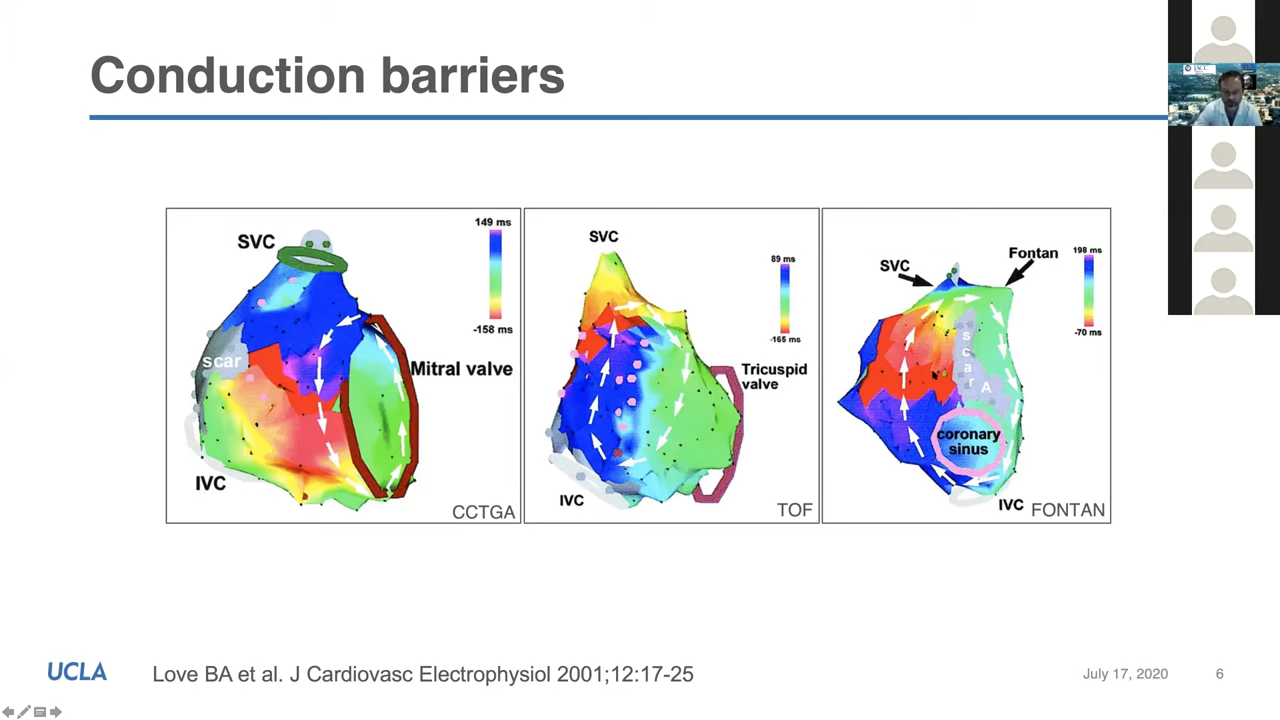 Conduction barriers
SVC
149 ms
-158 ms
scar
Mitral valve
IVC
CCTGA
SVC
89 ms
-165 ms
Tricuspid
valve
IVC
TOF
SVC
Fontan
198 ms
-70 ms
scar
A
coronary
sinus
IVC
FONTAN
UCLA
Love BA et al. J Cardiovasc Electrophysiol 2001;12:17-25
July 17, 2020
6